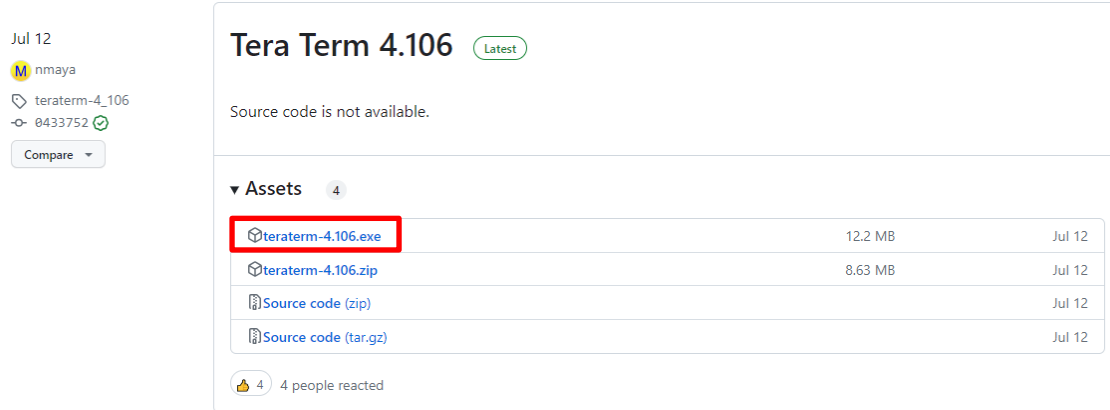 Jul 12
M nmaya
teraterm-4_106
0433752
Compare
Tera Term 4.106 Latest
Source code is not available.
Assets 4
teraterm-4.106.exe 12.2 MB Jul 12
teraterm-4.106.zip 8.63 MB Jul 12
Source code (zip) Jul 12
Source code (tar.gz) Jul 12
👍 4 4 people reacted